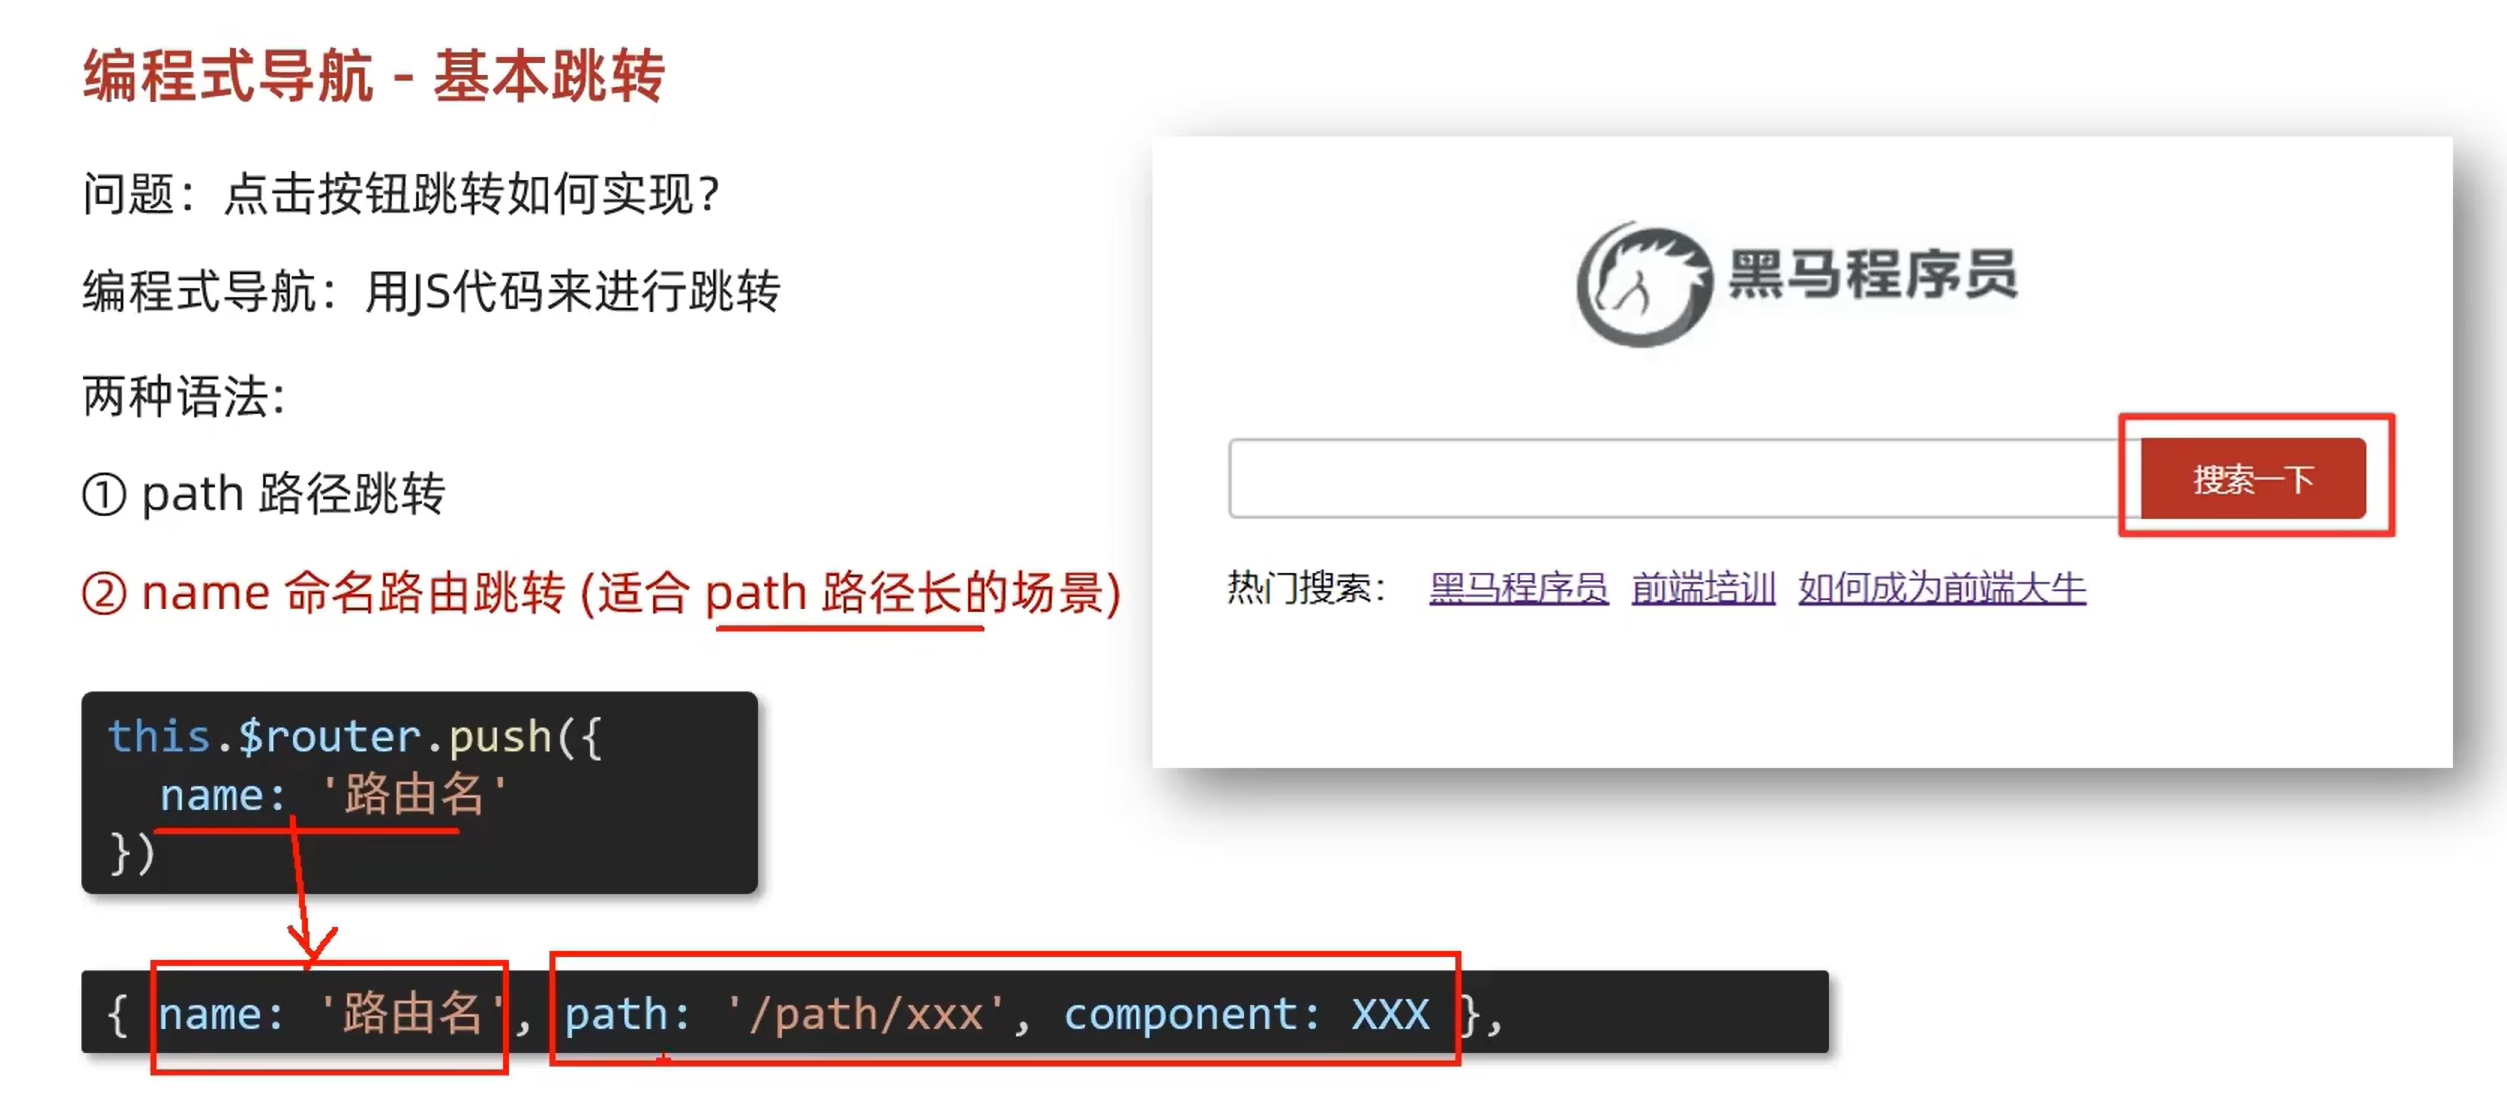 编程式导航 - 基本跳转
问题：点击按钮跳转如何实现？
编程式导航：用JS代码来进行跳转
两种语法：
① path 路径跳转
② name 命名路由跳转 (适合 path 路径长的场景)
this.$router.push({
  name: '路由名'
})
{ name: '路由名', path: '/path/xxx', component: XXX },
黑马程序员
搜索一下
热门搜索： 黑马程序员 前端培训 如何成为前端大牛